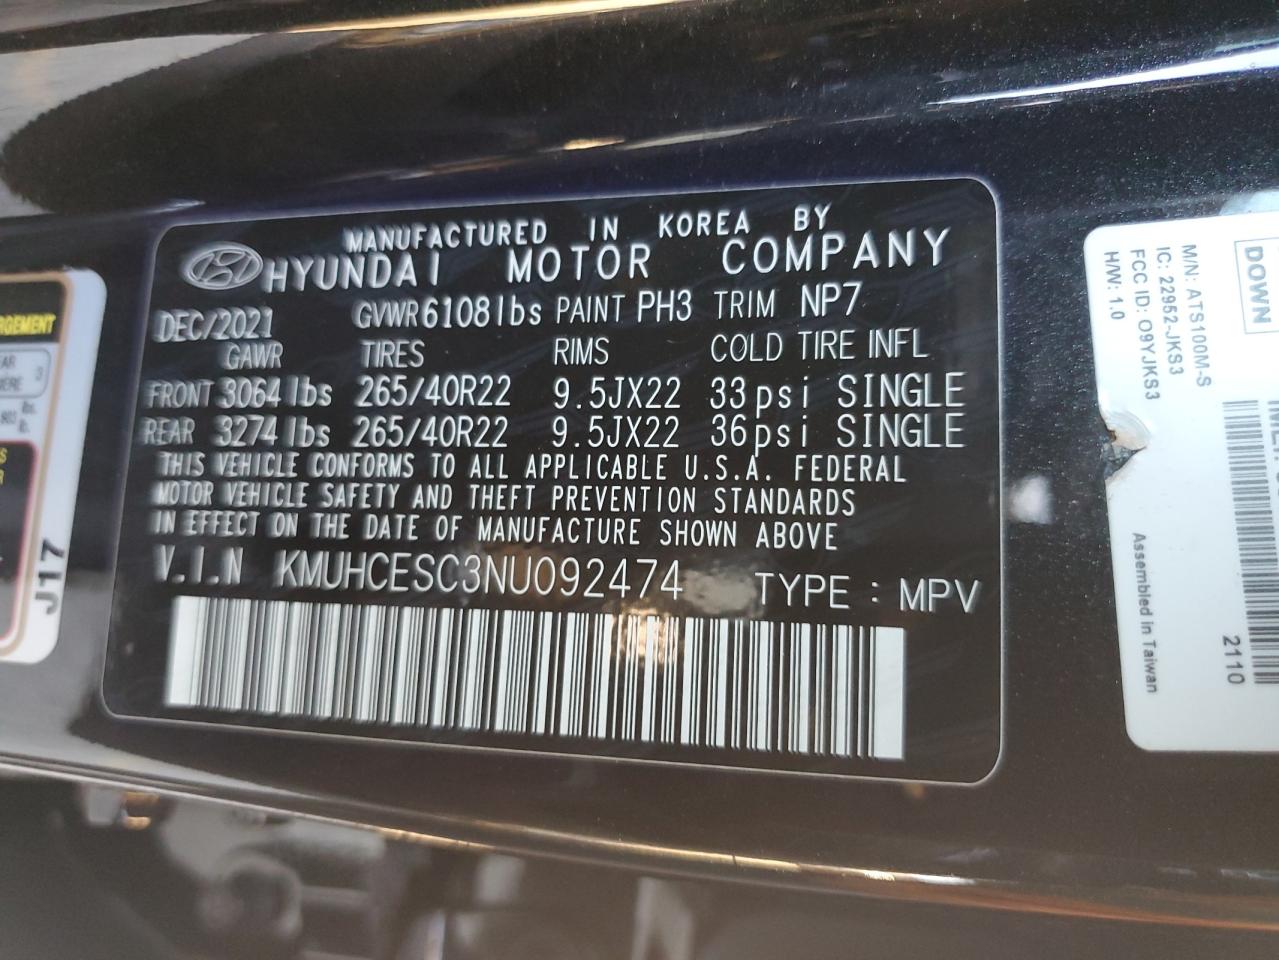 MANUFACTURED IN KOREA BY
HYUNDAI MOTOR COMPANY
DEC/2021 GVWR 6108 lbs PAINT PH3 TRIM NP7
GAWR TIRES RIMS COLD TIRE INFL
FRONT 3064 lbs 265/40R22 9.5JX22 33psi SINGLE
REAR 3274 lbs 265/40R22 9.5JX22 36psi SINGLE
THIS VEHICLE CONFORMS TO ALL APPLICABLE U.S.A. FEDERAL
MOTOR VEHICLE SAFETY AND THEFT PREVENTION STANDARDS
IN EFFECT ON THE DATE OF MANUFACTURE SHOWN ABOVE
V.I.N KMUHCESC3NU092474 TYPE : MPV
J17
DOWN
M/N: ATS100M-S
IC: 22952-JKS3
FCC ID: O9YJKS3
H/W: 1.0
Assembled in Taiwan
2110